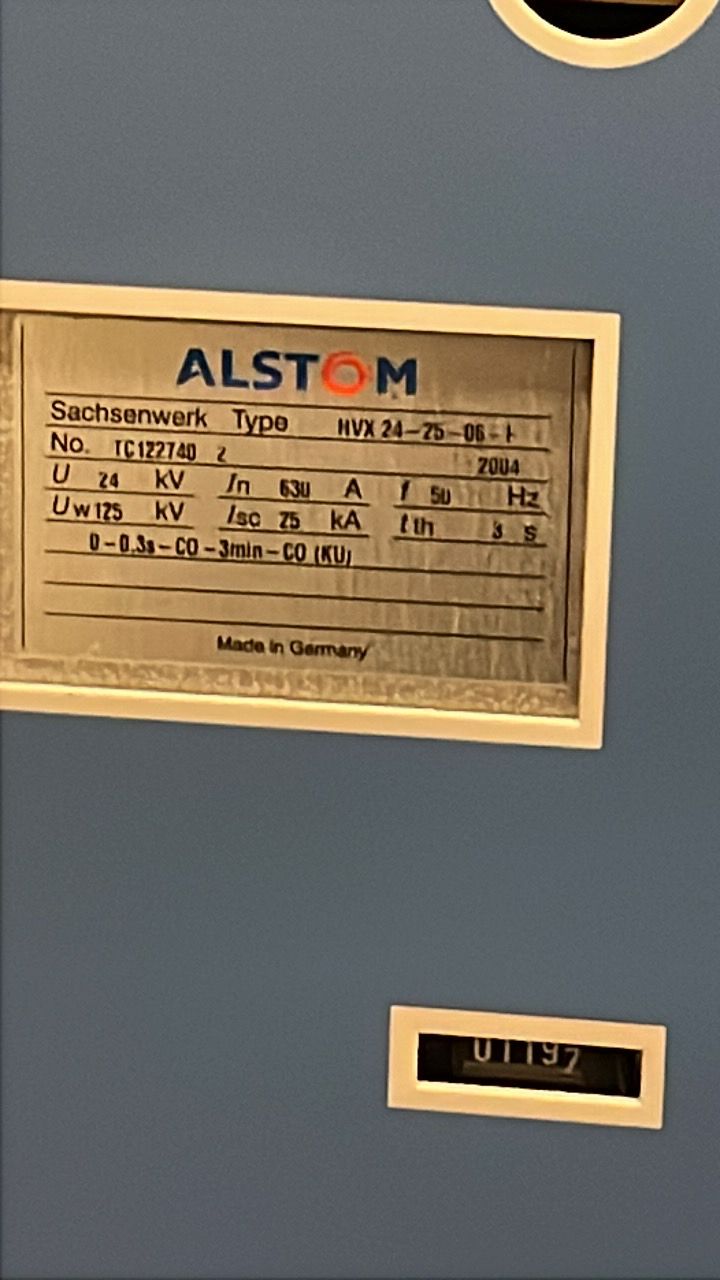 ALSTOM
Sachsenwerk Type HVX 24-25-06-
No. TC122740 2 2004
U 24 kV In 630 A f 50 Hz
Uw 125 kV Isc 25 kA tth 3 s
0-0.3s-CO-3min-CO (KU)
Made in Germany
01197